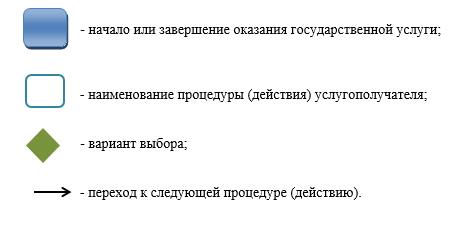 - начало или завершение оказания государственной услуги;
- наименование процедуры (действия) услугополучателя;
- вариант выбора;
- переход к следующей процедуре (действию).